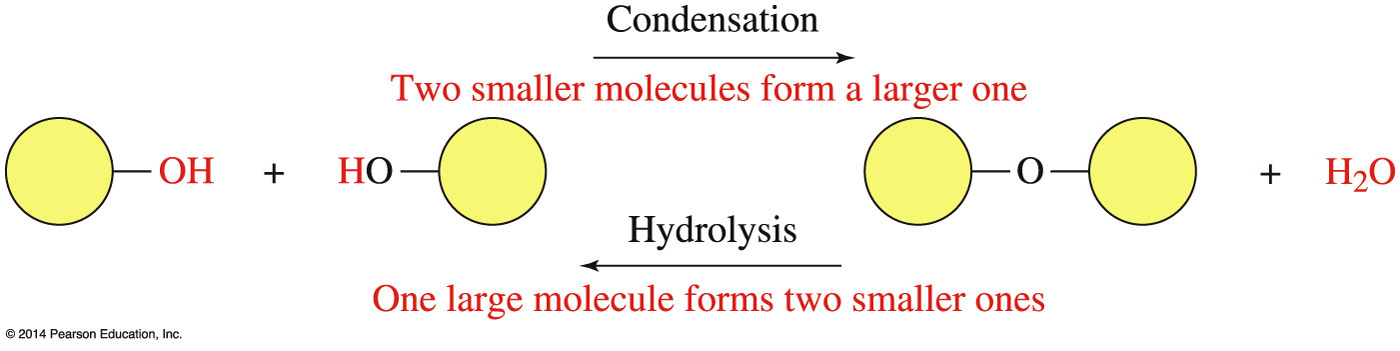 Condensation
Two smaller molecules form a larger one
OH + HO O + H₂O
Hydrolysis
One large molecule forms two smaller ones
© 2014 Pearson Education, Inc.